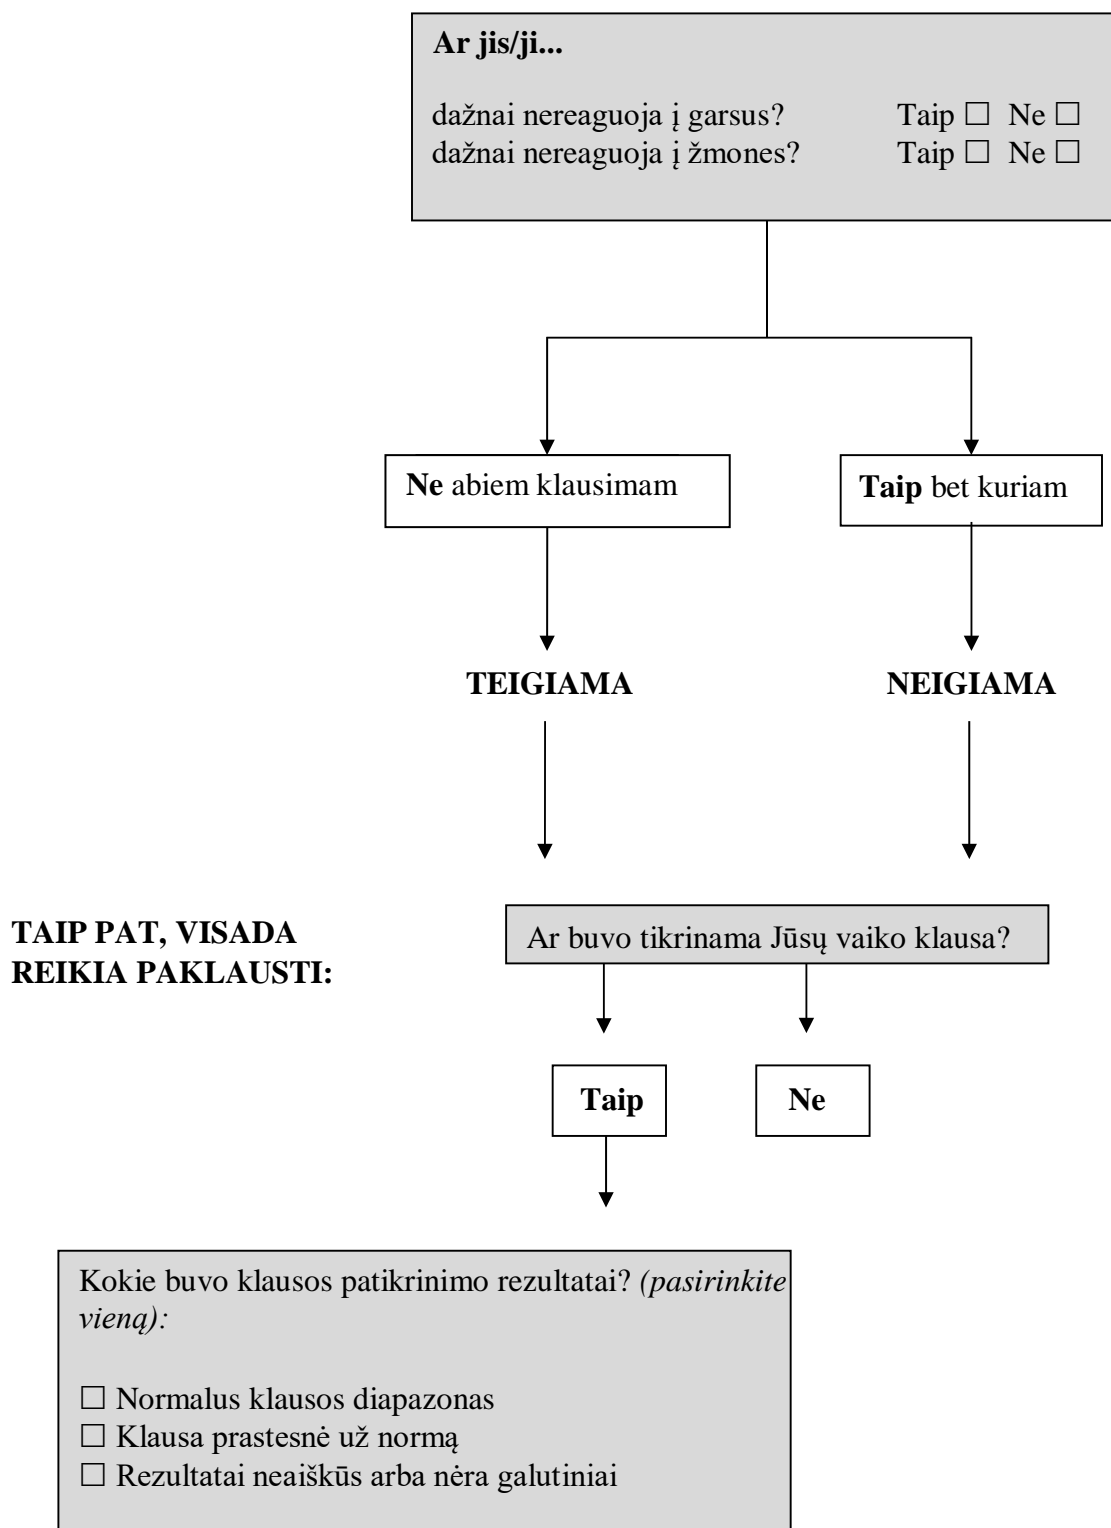 Ar jis/ji...
dažnai nereaguoja į garsus? Taip ☐ Ne ☐
dažnai nereaguoja į žmones? Taip ☐ Ne ☐
Ne abiem klausimam
Taip bet kuriam
TEIGIAMA
NEIGIAMA
TAIP PAT, VISADA
REIKIA PAKLAUSTI:
Ar buvo tikrinama Jūsų vaiko klausa?
Taip
Ne
Kokie buvo klausos patikrinimo rezultatai? (pasirinkite
vieną):
☐ Normalus klausos diapazonas
☐ Klausa prastesnė už normą
☐ Rezultatai neaiškūs arba nėra galutiniai